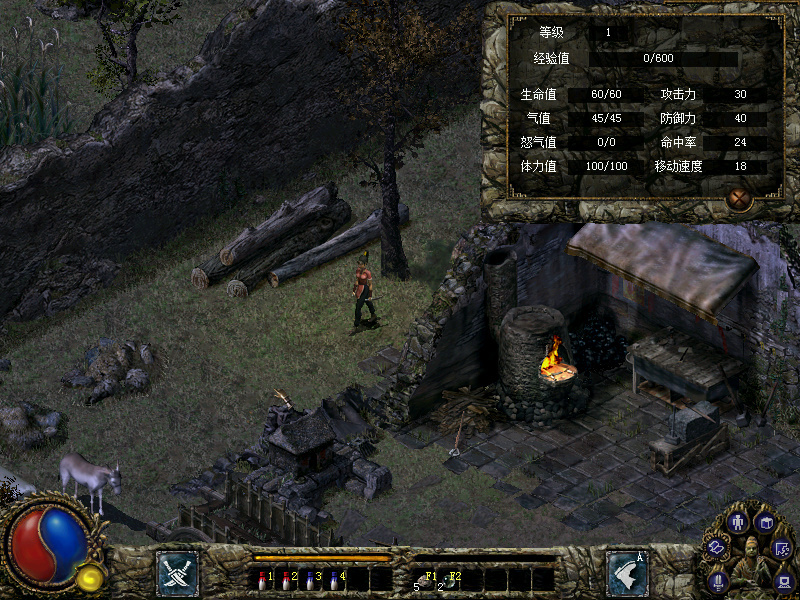 等级 1
经验值 0/600
生命值 60/60 攻击力 30
气值 45/45 防御力 40
怒气值 0/0 命中率 24
体力值 100/100 移动速度 18
A
1 2 3 4 F1 F2
5 2